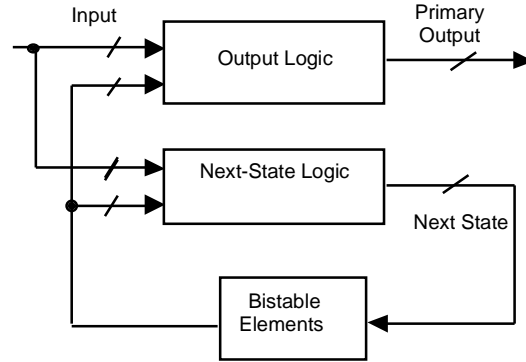 Input
Primary
Output
Output Logic
Next-State Logic
Next State
Bistable
Elements